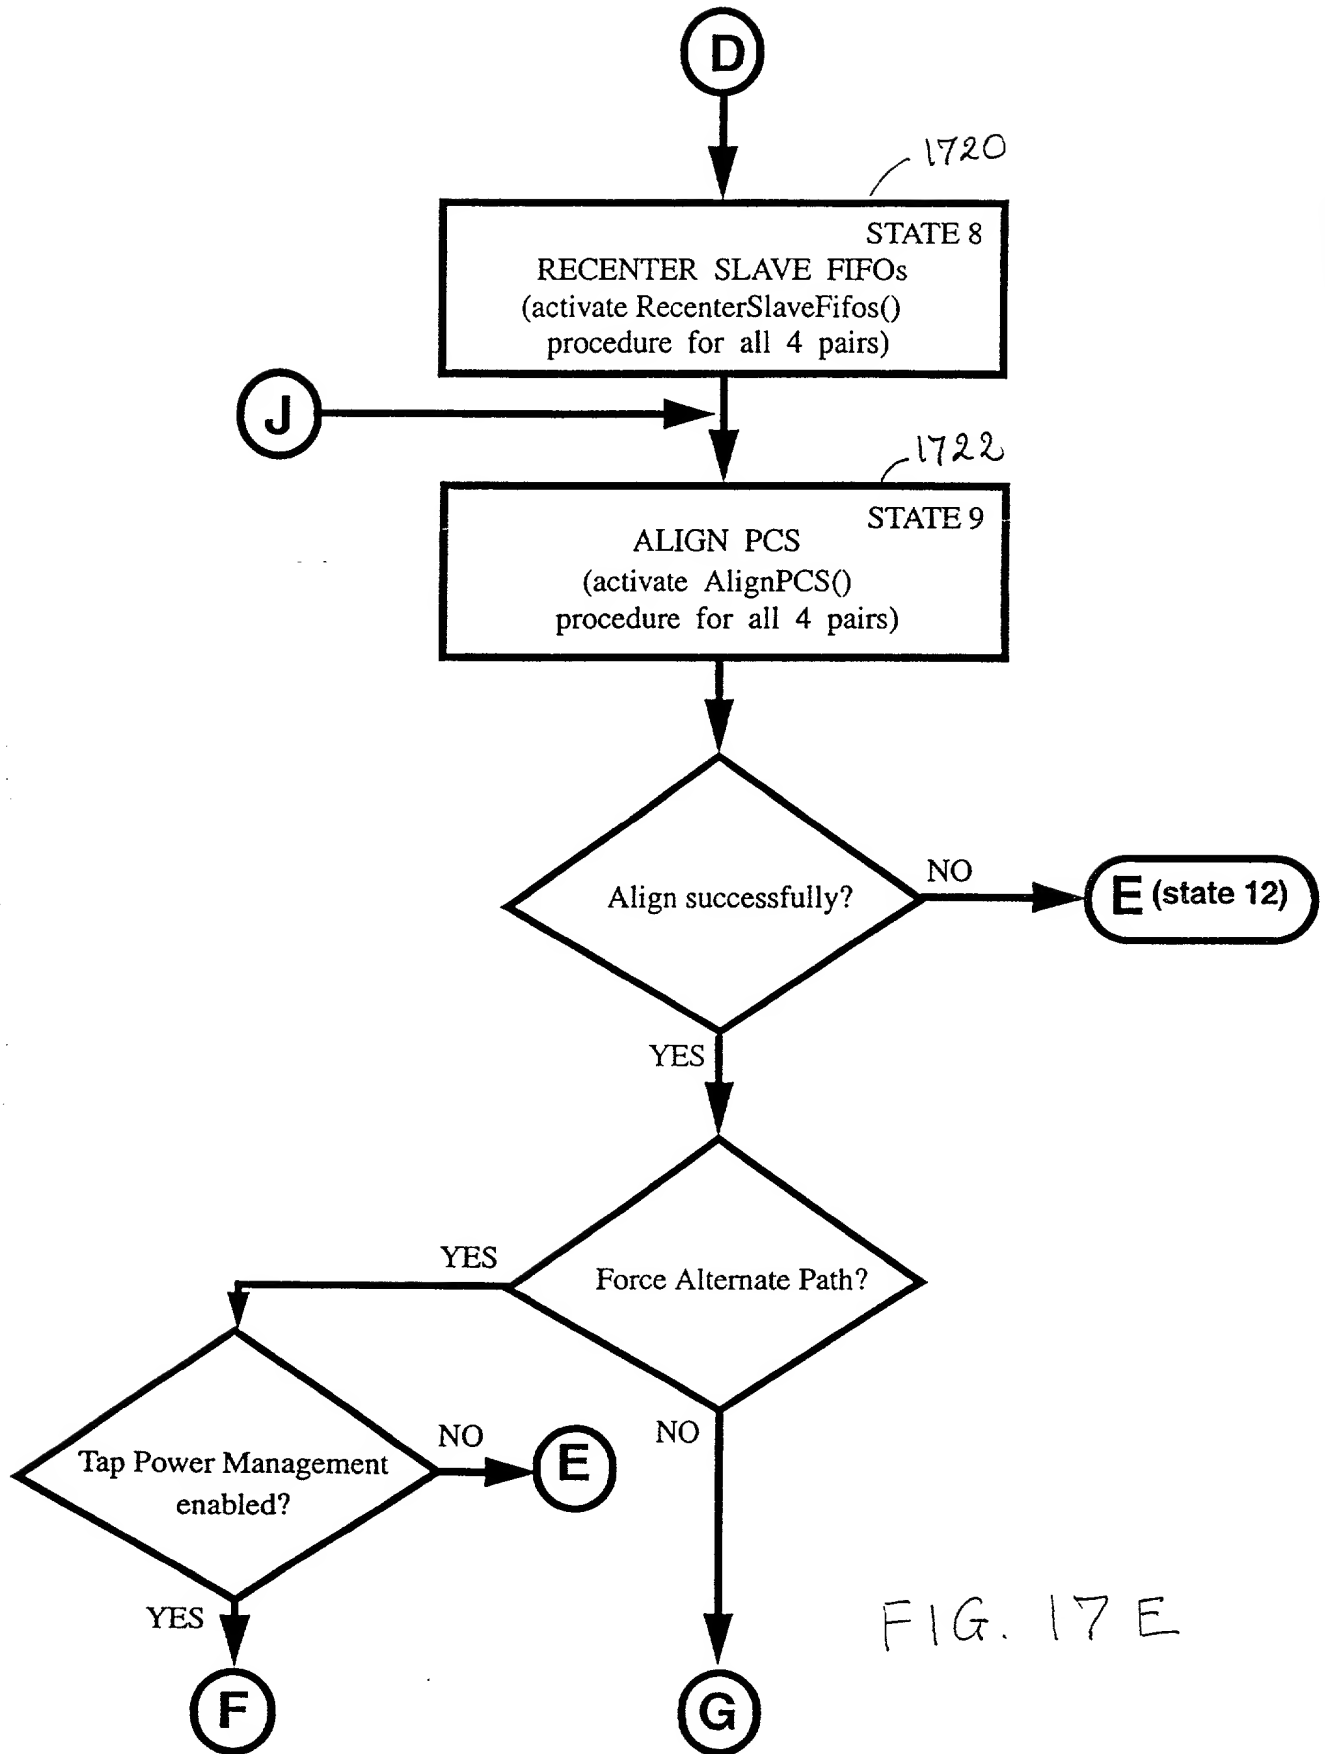 D
1720
STATE 8
RECENTER SLAVE FIFOs
(activate RecenterSlaveFifos()
procedure for all 4 pairs)
J
1722
STATE 9
ALIGN PCS
(activate AlignPCS()
procedure for all 4 pairs)
Align successfully?
NO
E (state 12)
YES
Force Alternate Path?
YES
NO
Tap Power Management
enabled?
NO
E
YES
F
G
FIG. 17E